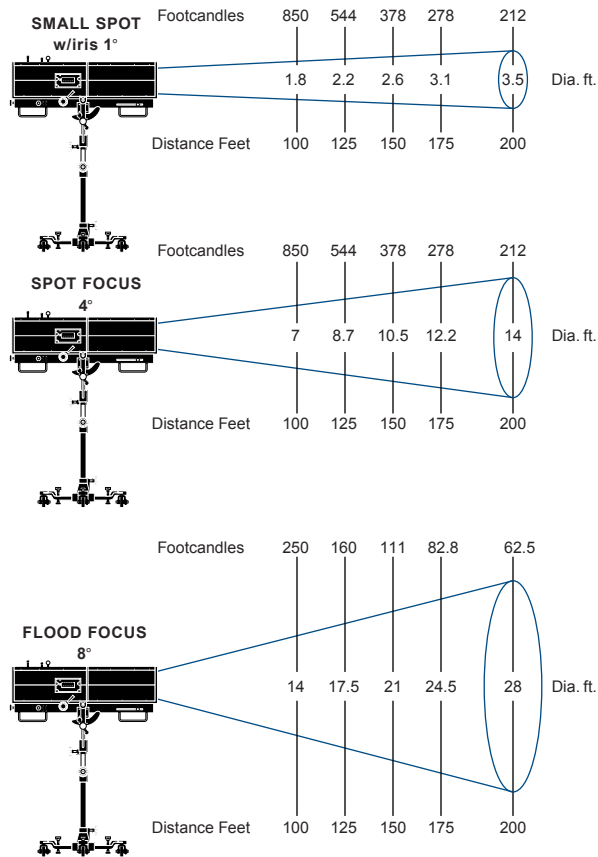 SMALL SPOT
w/iris 1°
Footcandles 850 544 378 278 212
1.8 2.2 2.6 3.1 3.5 Dia. ft.
Distance Feet 100 125 150 175 200
SPOT FOCUS
4°
Footcandles 850 544 378 278 212
7 8.7 10.5 12.2 14 Dia. ft.
Distance Feet 100 125 150 175 200
FLOOD FOCUS
8°
Footcandles 250 160 111 82.8 62.5
14 17.5 21 24.5 28 Dia. ft.
Distance Feet 100 125 150 175 200